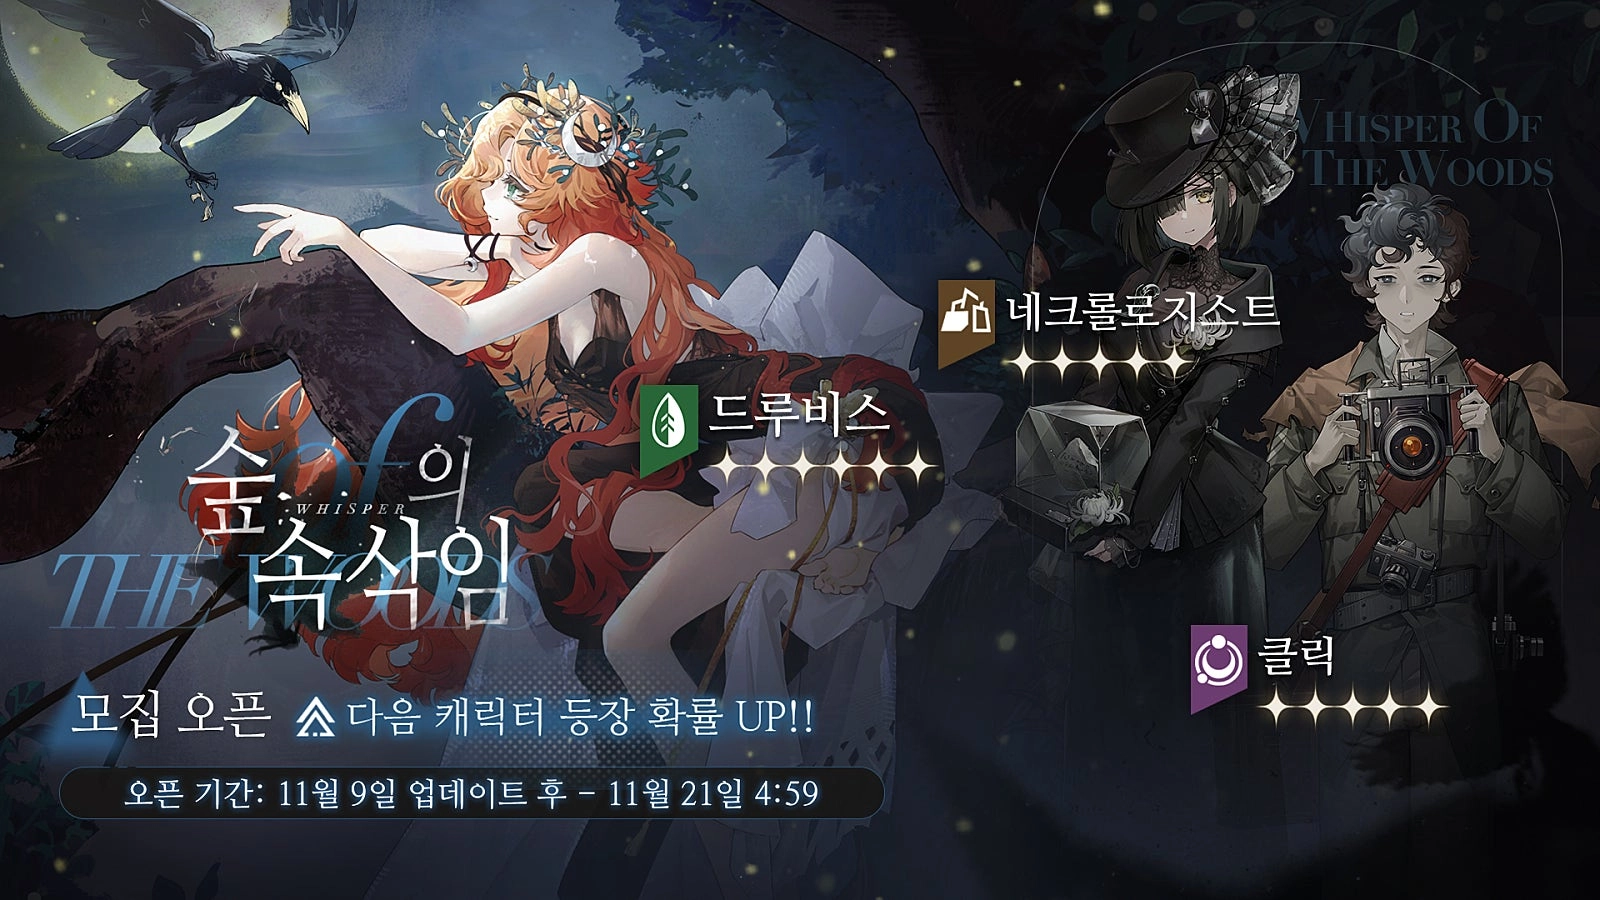 숲 of 의
WHISPER
속삭임
THE WOODS
모집 오픈 다음 캐릭터 등장 확률 UP!!
오픈 기간: 11월 9일 업데이트 후 - 11월 21일 4:59
드루비스
네크롤로지스트
클릭
WHISPER OF
THE WOODS